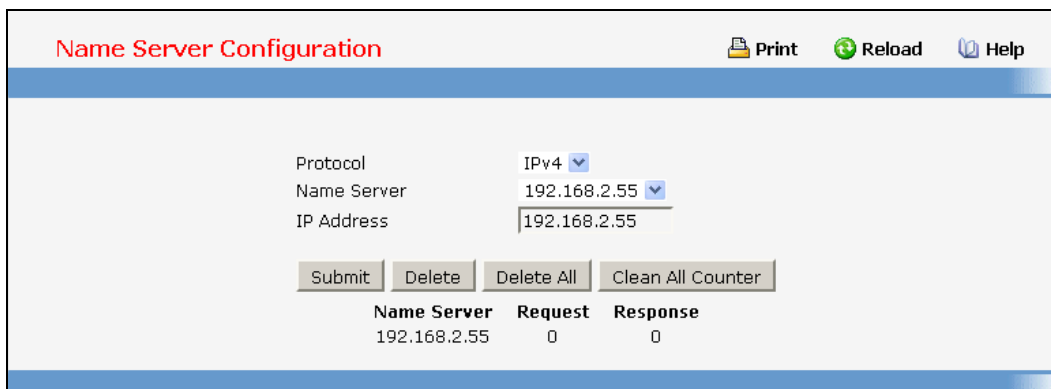 Name Server Configuration Print Reload Help
Protocol IPv4
Name Server 192.168.2.55
IP Address 192.168.2.55
Submit Delete Delete All Clean All Counter
Name Server Request Response
192.168.2.55 0 0